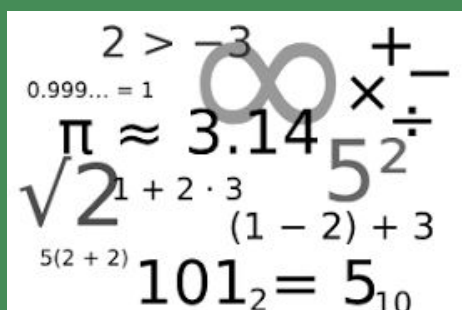 2 > −3
∞
+
−
×
÷
0.999... = 1
π ≈ 3.14
√2
1 + 2 · 3
5²
(1 − 2) + 3
5(2 + 2)
101₂ = 5₁₀